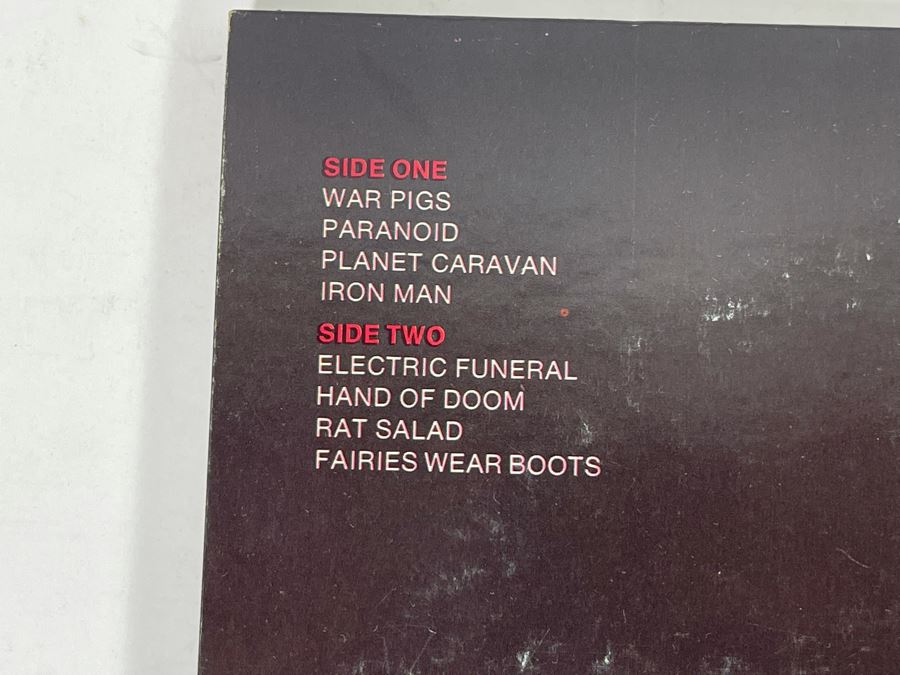 SIDE ONE
WAR PIGS
PARANOID
PLANET CARAVAN
IRON MAN
SIDE TWO
ELECTRIC FUNERAL
HAND OF DOOM
RAT SALAD
FAIRIES WEAR BOOTS